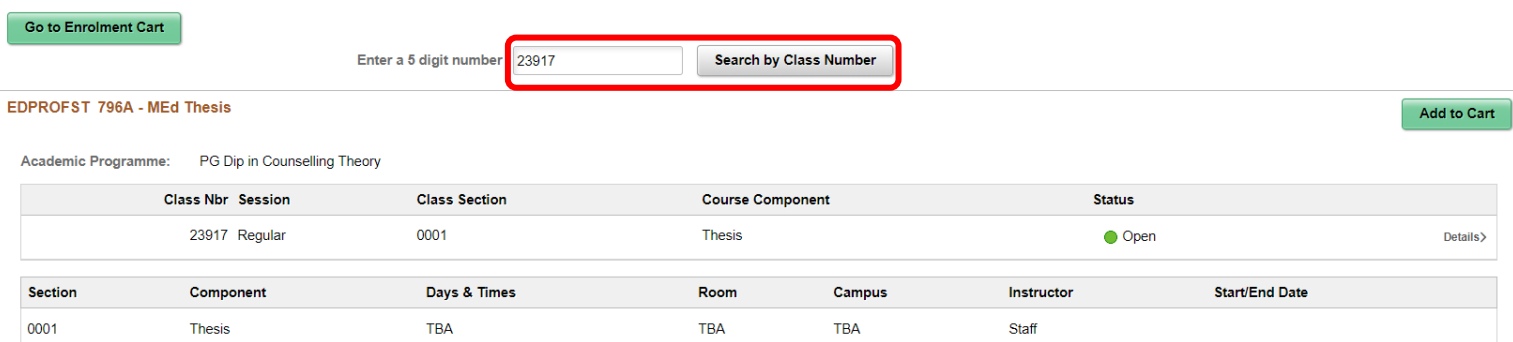 Go to Enrolment Cart
Enter a 5 digit number 23917 Search by Class Number
EDPROFST 796A - MEd Thesis Add to Cart
Academic Programme: PG Dip in Counselling Theory
Class Nbr Session Class Section Course Component Status
23917 Regular 0001 Thesis Open Details>
Section Component Days & Times Room Campus Instructor Start/End Date
0001 Thesis TBA TBA TBA Staff